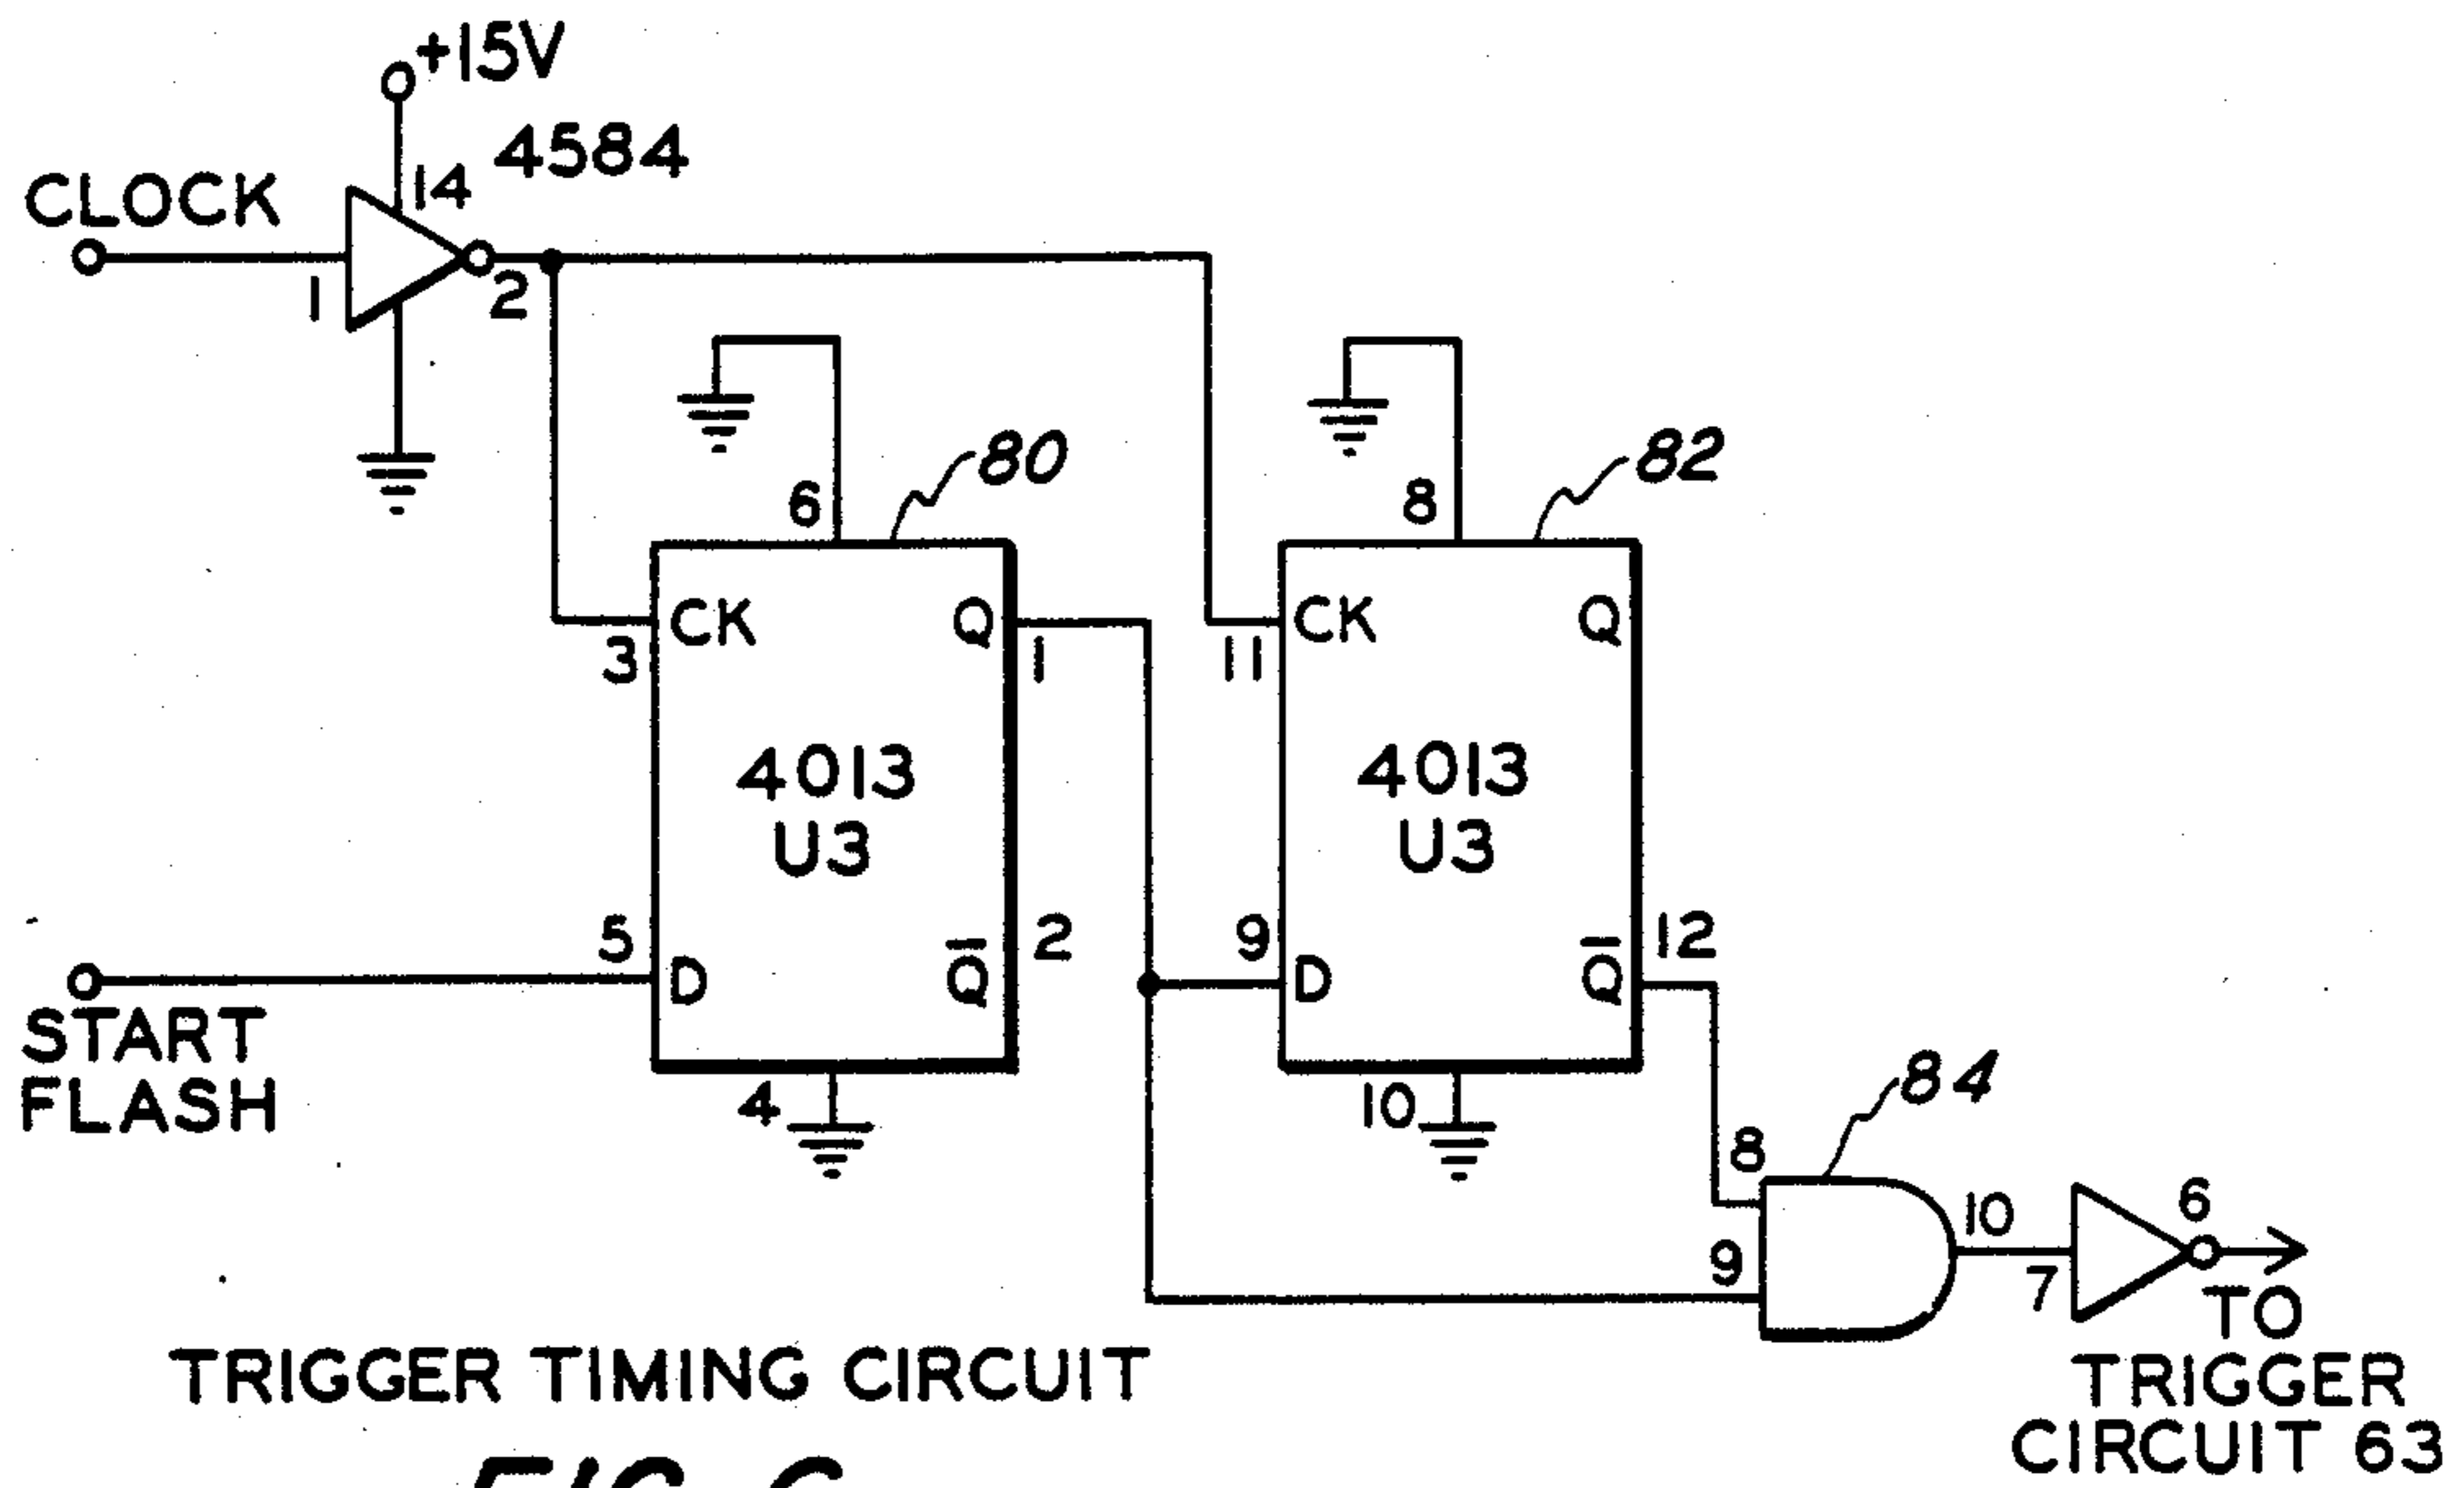 +15V
4584
14
CLOCK
1
2
80
82
6
8
CK
Q
CK
Q
3
1
11
4013
4013
U3
U3
5
2
9
12
D
Q̅
D
Q̅
START
FLASH
4
10
84
8
10
6
9
7
TO
TRIGGER
CIRCUIT 63
TRIGGER TIMING CIRCUIT